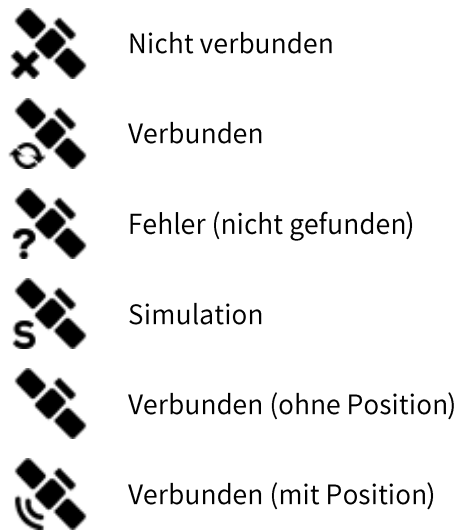 Nicht verbunden
Verbunden
? Fehler (nicht gefunden)
S Simulation
Verbunden (ohne Position)
Verbunden (mit Position)